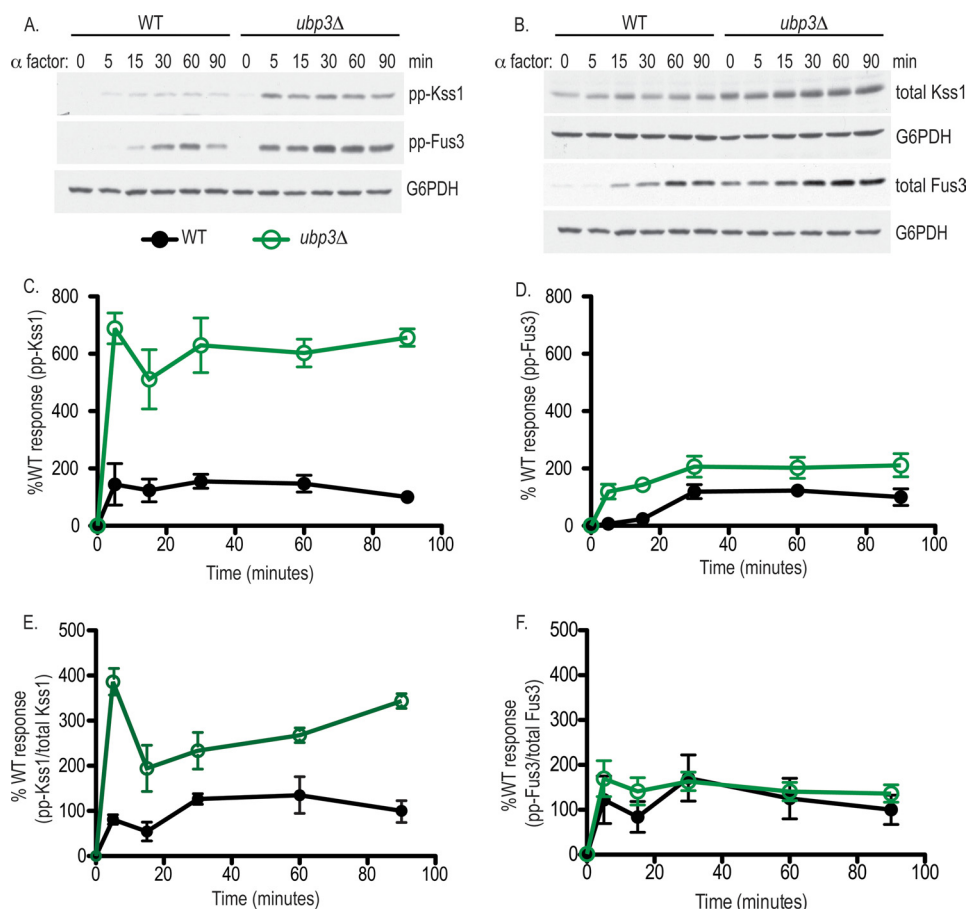 A. WT ubp3Δ
α factor: 0 5 15 30 60 90 0 5 15 30 60 90 min
pp-Kss1
pp-Fus3
G6PDH
WT ubp3Δ
B. WT ubp3Δ
α factor: 0 5 15 30 60 90 0 5 15 30 60 90 min
total Kss1
G6PDH
total Fus3
G6PDH
C.
%WT response (pp-Kss1)
800
600
400
200
0
0 20 40 60 80 100
Time (minutes)
D.
% WT response (pp-Fus3)
800
600
400
200
0
0 20 40 60 80 100
Time (minutes)
E.
% WT response
(pp-Kss1/total Kss1)
500
400
300
200
100
0
0 20 40 60 80 100
Time (minutes)
F.
%WT response
(pp-Fus3/total Fus3)
500
400
300
200
100
0
0 20 40 60 80 100
Time (minutes)